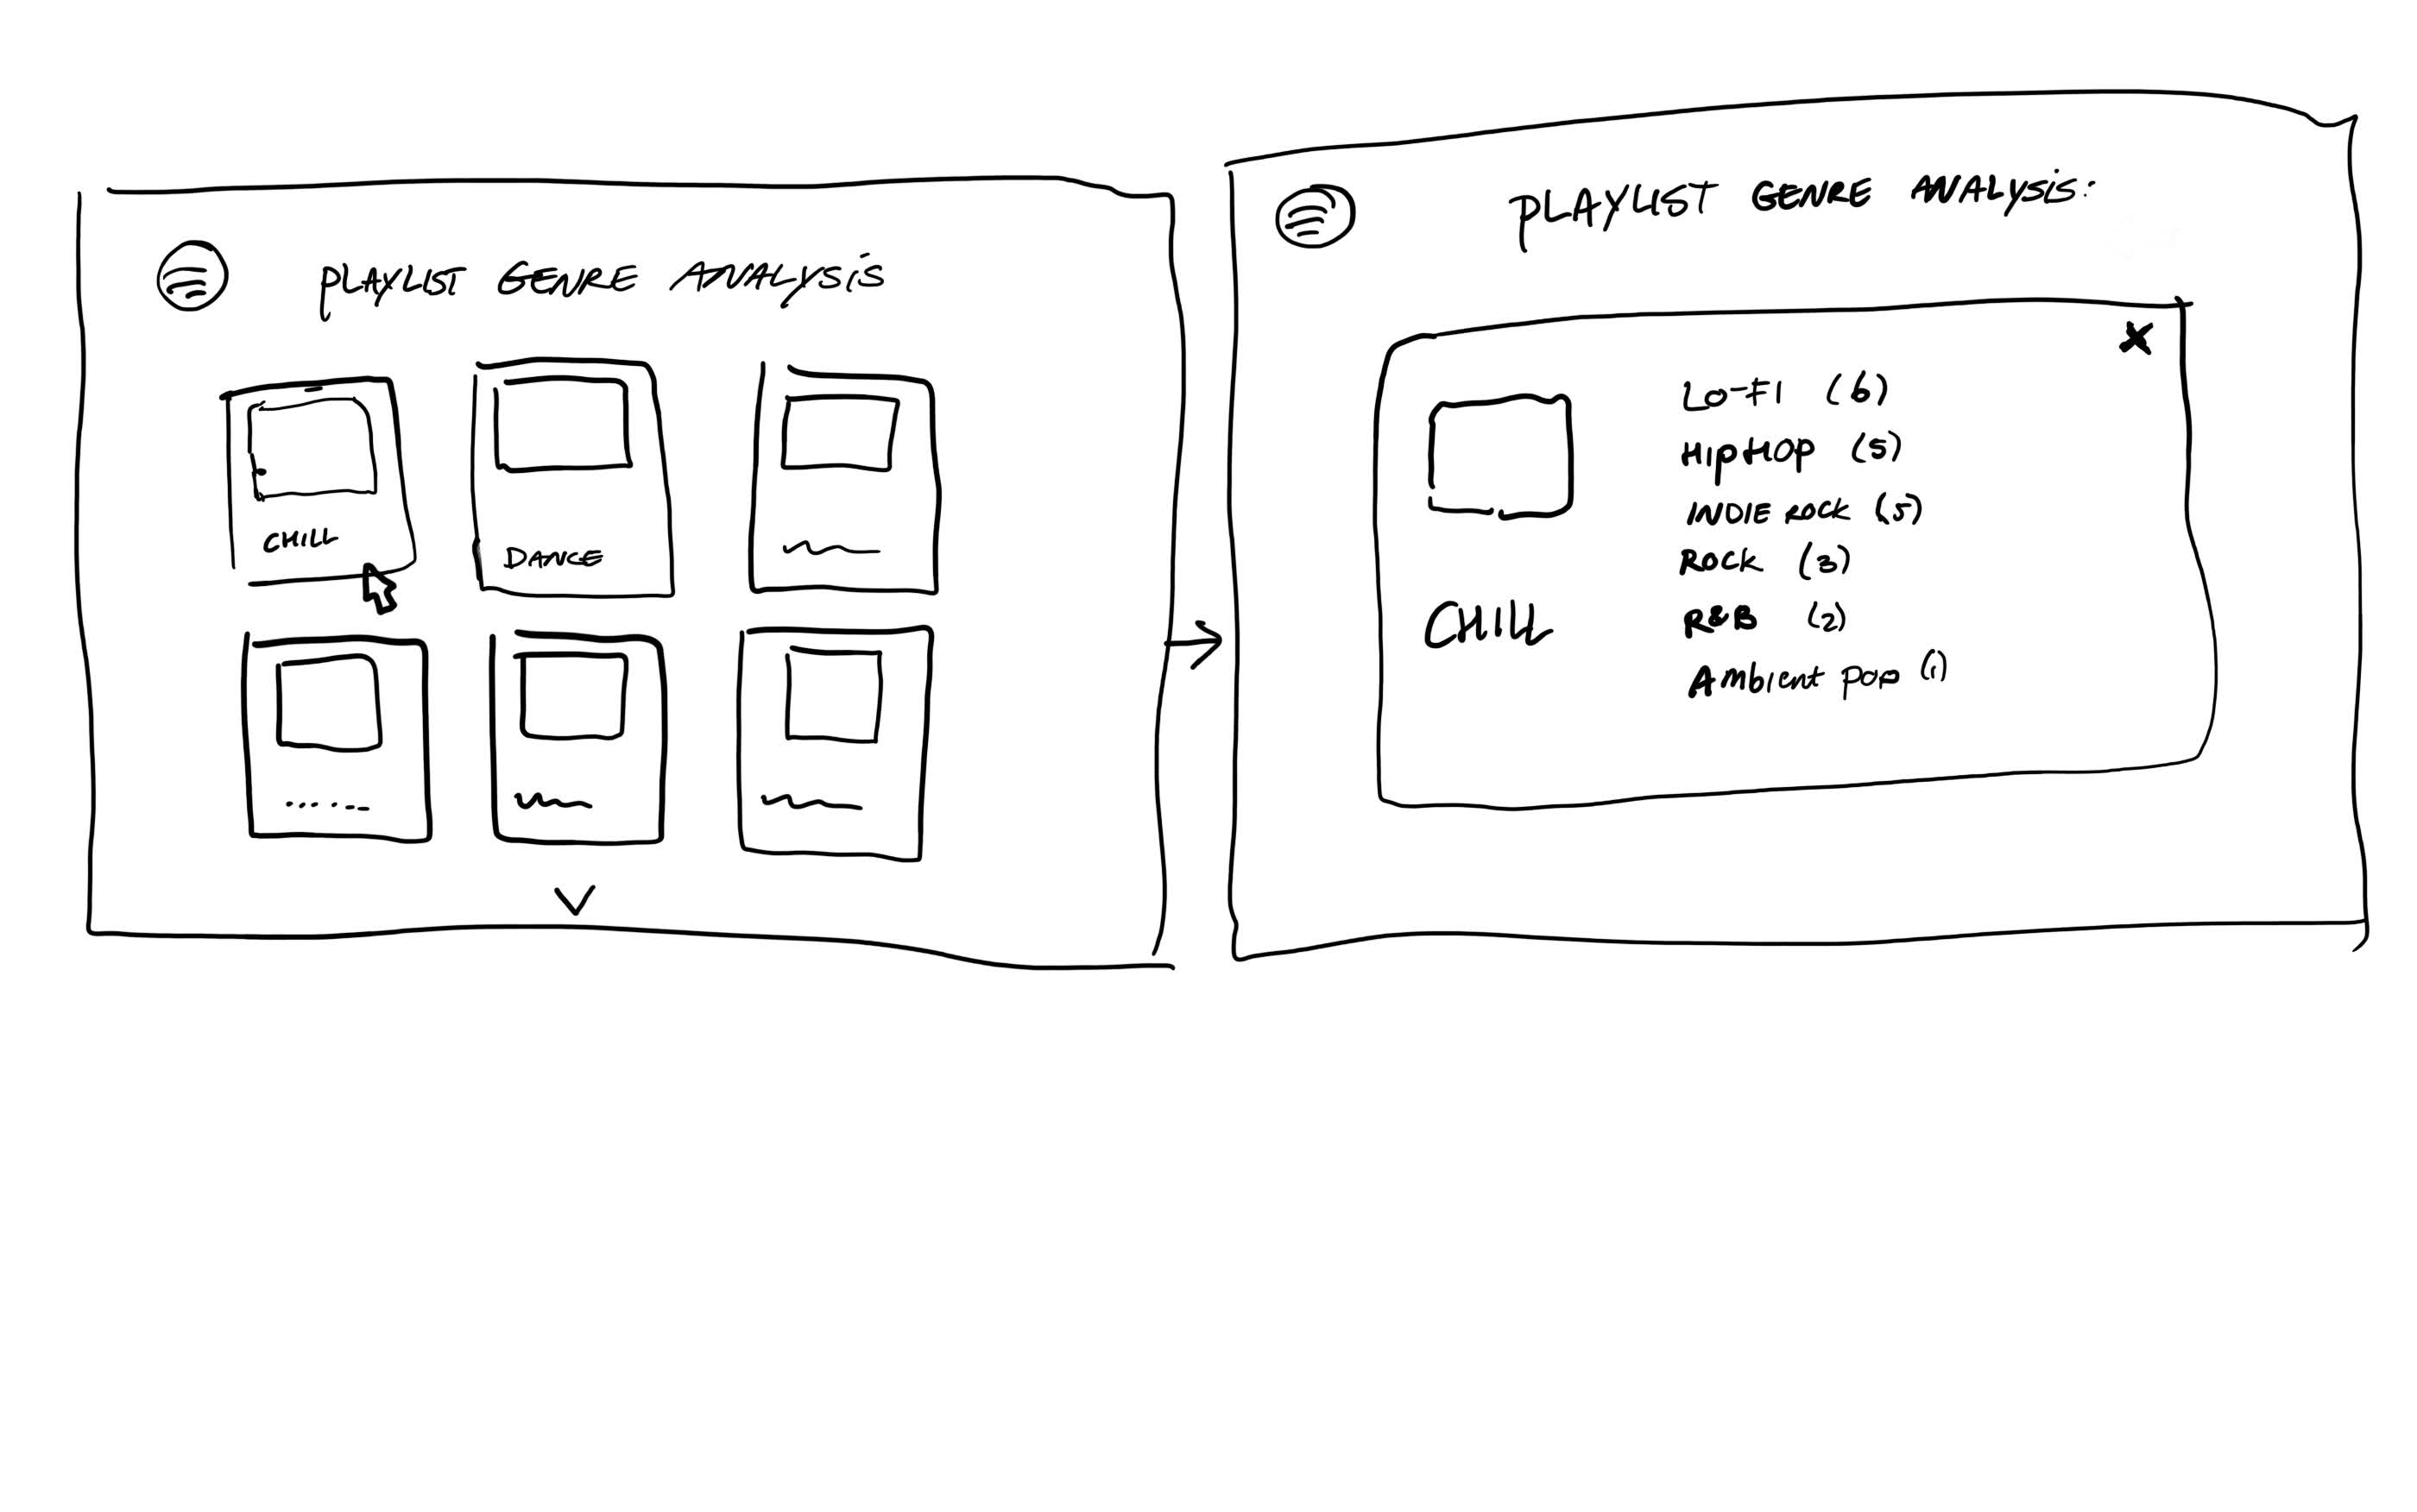 PLAYLIST GENRE ANALYSIS
CHILL
DANCE
PLAYLIST GENRE ANALYSIS:
X
LO-FI (6)
HIPHOP (5)
INDIE ROCK (5)
ROCK (3)
R&B (2)
Ambient pop (1)
CHILL